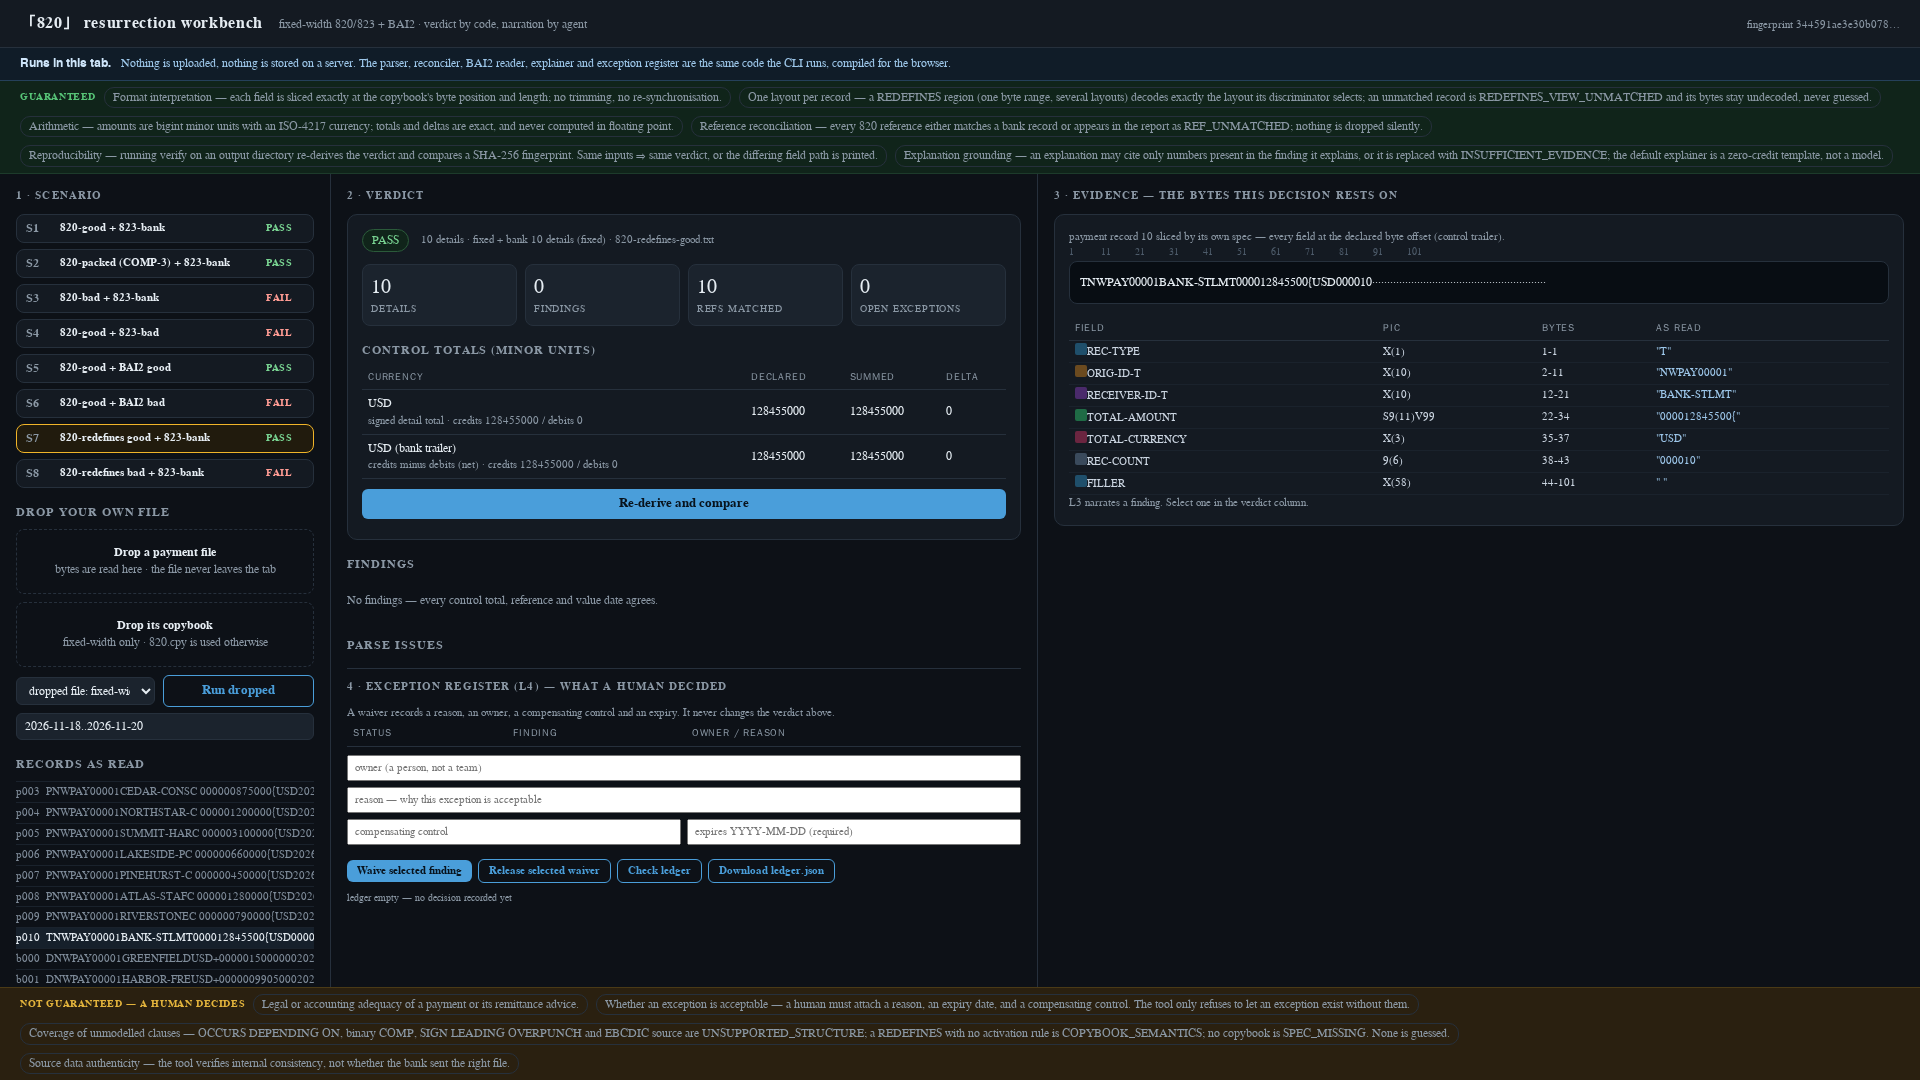 「820」 resurrection workbench
fixed-width 820/823 + BAI2 · verdict by code, narration by agent
fingerprint 344591ae3e30b078…
Runs in this tab. Nothing is uploaded, nothing is stored on a server. The parser, reconciler, BAI2 reader, explainer and exception register are the same code the CLI runs, compiled for the browser.
GUARANTEED
Format interpretation — each field is sliced exactly at the copybook's byte position and length; no trimming, no re-synchronisation.
One layout per record — a REDEFINES region (one byte range, several layouts) decodes exactly the layout its discriminator selects; an unmatched record is REDEFINES_VIEW_UNMATCHED and its bytes stay undecoded, never guessed.
Arithmetic — amounts are bigint minor units with an ISO-4217 currency; totals and deltas are exact, and never computed in floating point.
Reference reconciliation — every 820 reference either matches a bank record or appears in the report as REF_UNMATCHED; nothing is dropped silently.
Reproducibility — running verify on an output directory re-derives the verdict and compares a SHA-256 fingerprint. Same inputs ⇒ same verdict, or the differing field path is printed.
Explanation grounding — an explanation may cite only numbers present in the finding it explains, or it is replaced with INSUFFICIENT_EVIDENCE; the default explainer is a zero-credit template, not a model.
1 · SCENARIO
S1 820-good + 823-bank PASS
S2 820-packed (COMP-3) + 823-bank PASS
S3 820-bad + 823-bank FAIL
S4 820-good + 823-bad FAIL
S5 820-good + BAI2 good PASS
S6 820-good + BAI2 bad FAIL
S7 820-redefines good + 823-bank PASS
S8 820-redefines bad + 823-bank FAIL
DROP YOUR OWN FILE
Drop a payment file
bytes are read here · the file never leaves the tab
Drop its copybook
fixed-width only · 820.cpy is used otherwise
dropped file: fixed-wi
Run dropped
2026-11-18..2026-11-20
RECORDS AS READ
p003 PNWPAY00001CEDAR-CONSC 000000875000{USD202
p004 PNWPAY00001NORTHSTAR-C 000001200000{USD202
p005 PNWPAY00001SUMMIT-HARC 000003100000{USD202
p006 PNWPAY00001LAKESIDE-PC 000000660000{USD2026
p007 PNWPAY00001PINEHURST-C 000000450000{USD2026
p008 PNWPAY00001ATLAS-STAFC 000001280000{USD202
p009 PNWPAY00001RIVERSTONEC 000000790000{USD202
p010 TNWPAY00001BANK-STLMT000012845500{USD0000
b000 DNWPAY00001GREENFIELDUSD+0000015000000202
b001 DNWPAY00001HARBOR-FREUSD+0000009905000202
2 · VERDICT
PASS 10 details · fixed + bank 10 details (fixed) · 820-redefines-good.txt
10 DETAILS
0 FINDINGS
10 REFS MATCHED
0 OPEN EXCEPTIONS
CONTROL TOTALS (MINOR UNITS)
CURRENCY DECLARED SUMMED DELTA
USD 128455000 128455000 0
signed detail total · credits 128455000 / debits 0
USD (bank trailer) 128455000 128455000 0
credits minus debits (net) · credits 128455000 / debits 0
Re-derive and compare
FINDINGS
No findings — every control total, reference and value date agrees.
PARSE ISSUES
4 · EXCEPTION REGISTER (L4) — WHAT A HUMAN DECIDED
A waiver records a reason, an owner, a compensating control and an expiry. It never changes the verdict above.
STATUS FINDING OWNER / REASON
owner (a person, not a team)
reason — why this exception is acceptable
compensating control
expires YYYY-MM-DD (required)
Waive selected finding
Release selected waiver
Check ledger
Download ledger.json
ledger empty — no decision recorded yet
3 · EVIDENCE — THE BYTES THIS DECISION RESTS ON
payment record 10 sliced by its own spec — every field at the declared byte offset (control trailer).
1 11 21 31 41 51 61 71 81 91 101
TNWPAY00001BANK-STLMT000012845500{USD000010··························································
FIELD PIC BYTES AS READ
REC-TYPE X(1) 1-1 "T"
ORIG-ID-T X(10) 2-11 "NWPAY00001"
RECEIVER-ID-T X(10) 12-21 "BANK-STLMT"
TOTAL-AMOUNT S9(11)V99 22-34 "000012845500{"
TOTAL-CURRENCY X(3) 35-37 "USD"
REC-COUNT 9(6) 38-43 "000010"
FILLER X(58) 44-101 " "
L3 narrates a finding. Select one in the verdict column.
NOT GUARANTEED — A HUMAN DECIDES
Legal or accounting adequacy of a payment or its remittance advice.
Whether an exception is acceptable — a human must attach a reason, an expiry date, and a compensating control. The tool only refuses to let an exception exist without them.
Coverage of unmodelled clauses — OCCURS DEPENDING ON, binary COMP, SIGN LEADING OVERPUNCH and EBCDIC source are UNSUPPORTED_STRUCTURE; a REDEFINES with no activation rule is COPYBOOK_SEMANTICS; no copybook is SPEC_MISSING. None is guessed.
Source data authenticity — the tool verifies internal consistency, not whether the bank sent the right file.